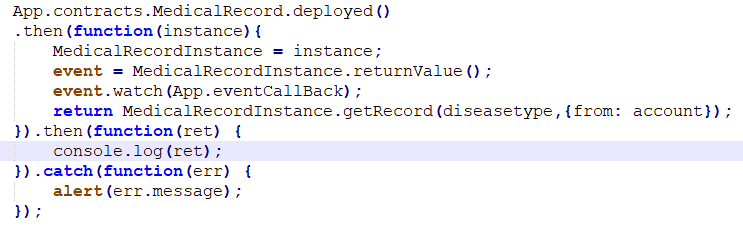 App.contracts.MedicalRecord.deployed()
.then(function(instance){
    MedicalRecordInstance = instance;
    event = MedicalRecordInstance.returnValue();
    event.watch(App.eventCallBack);
    return MedicalRecordInstance.getRecord(diseasetype,{from: account});
}).then(function(ret) {
    console.log(ret);
}).catch(function(err) {
    alert(err.message);
});